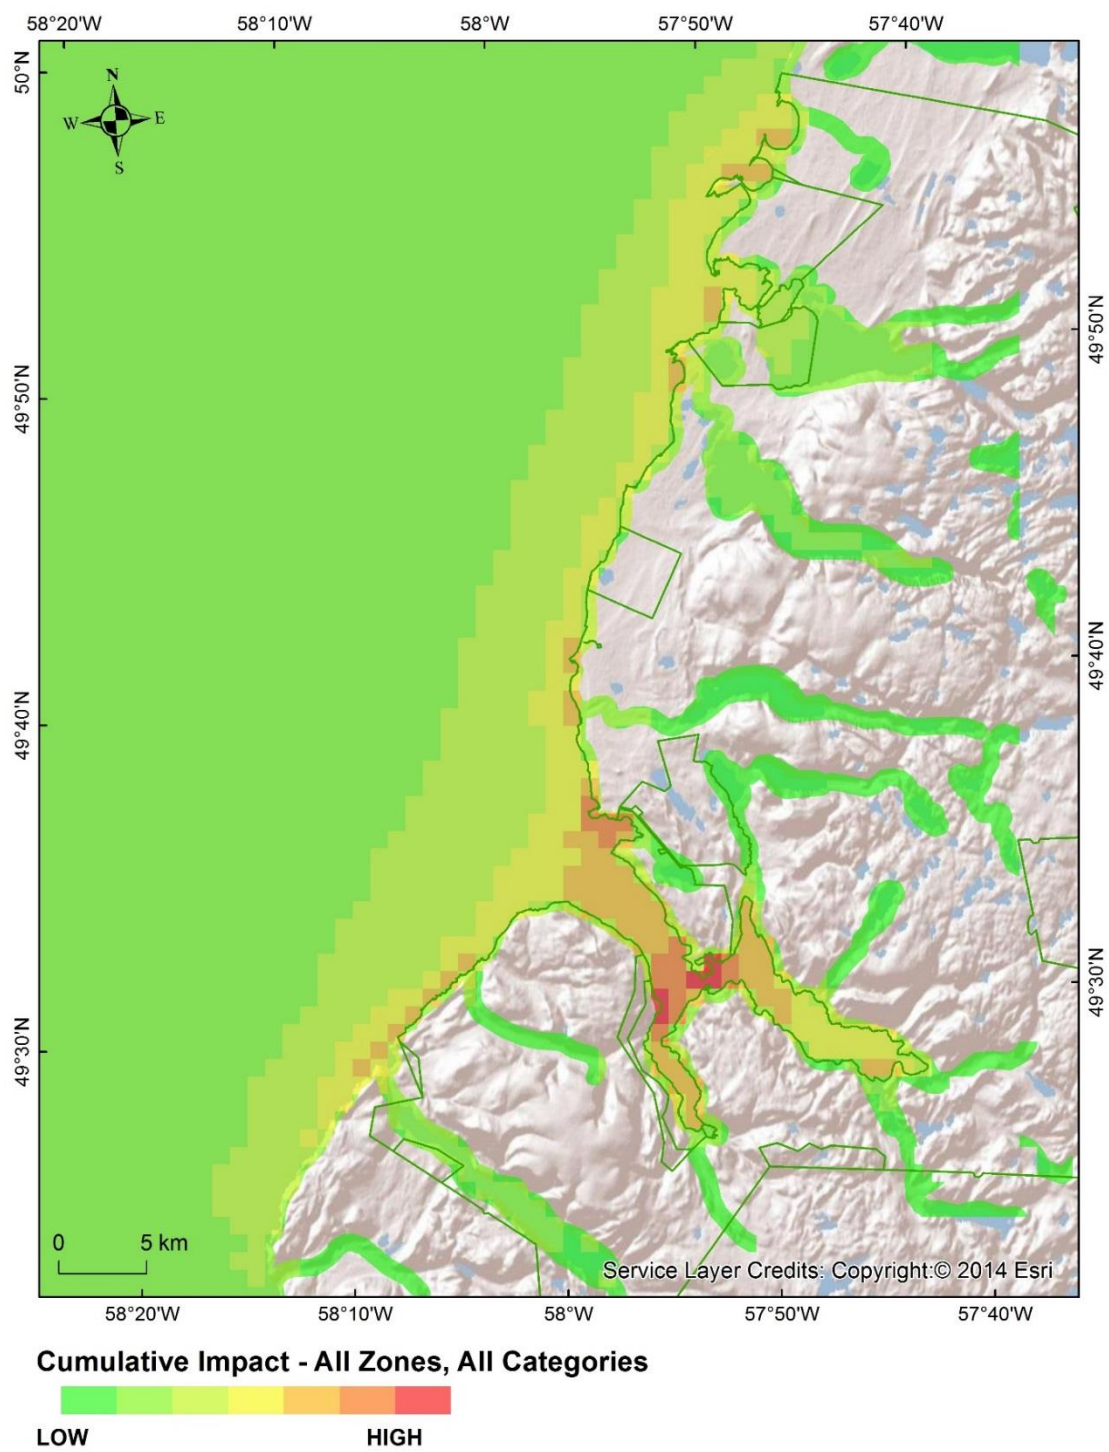 58°20'W 58°10'W 58°W 57°50'W 57°40'W
50°N
N
W E
S
49°50'N
49°50'N
49°40'N
49°40'N
49°30'N
49°30'N
0 5 km
Service Layer Credits: Copyright:© 2014 Esri
58°20'W 58°10'W 58°W 57°50'W 57°40'W
Cumulative Impact - All Zones, All Categories
LOW HIGH